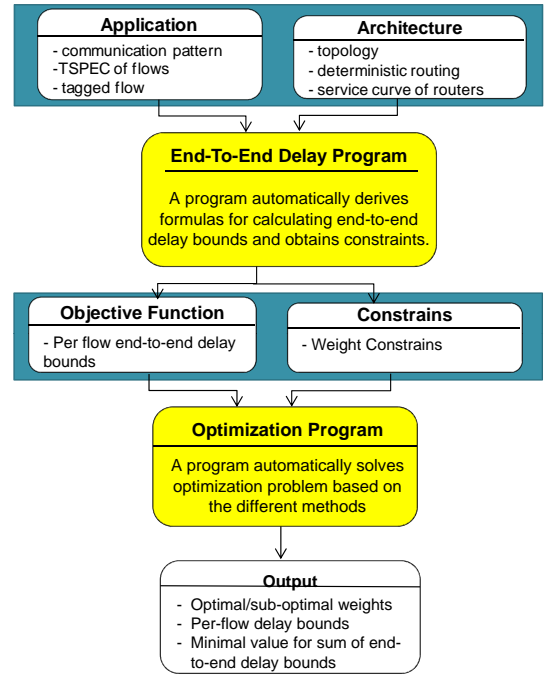 Application
- communication pattern
-TSPEC of flows
- tagged flow
Architecture
- topology
- deterministic routing
- service curve of routers
End-To-End Delay Program
A program automatically derives
formulas for calculating end-to-end
delay bounds and obtains constraints.
Objective Function
- Per flow end-to-end delay
bounds
Constrains
- Weight Constrains
Optimization Program
A program automatically solves
optimization problem based on
the different methods
Output
- Optimal/sub-optimal weights
- Per-flow delay bounds
- Minimal value for sum of end-
to-end delay bounds